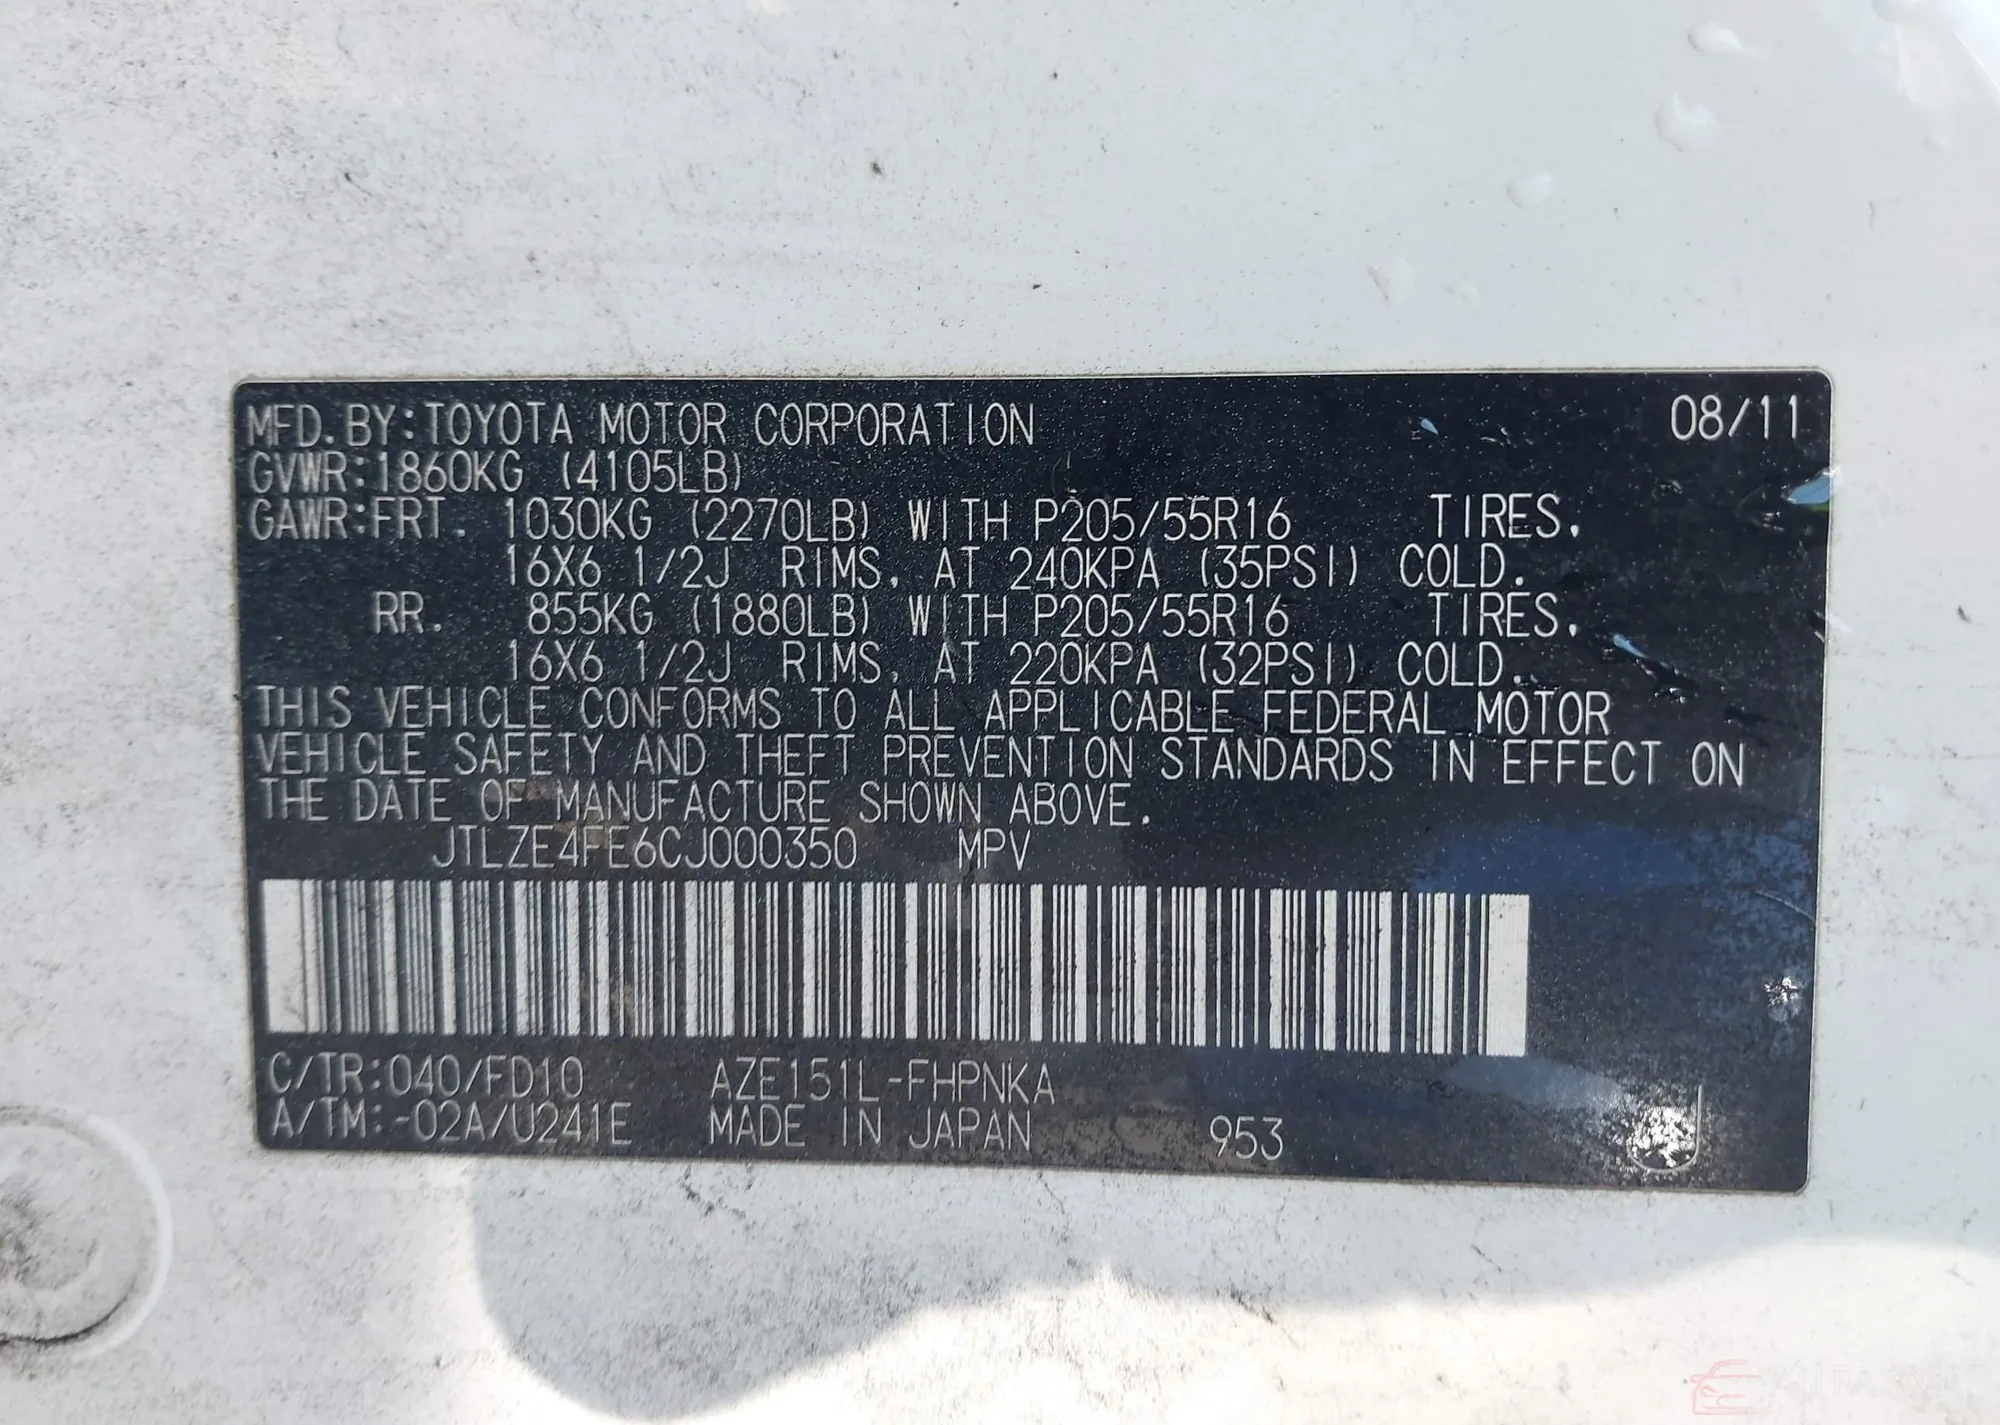 MFD.BY:TOYOTA MOTOR CORPORATION 08/11
GVWR:1860KG (4105LB)
GAWR:FRT. 1030KG (2270LB) WITH P205/55R16 TIRES,
16X6 1/2J RIMS, AT 240KPA (35PSI) COLD.
RR. 855KG (1880LB) WITH P205/55R16 TIRES,
16X6 1/2J RIMS, AT 220KPA (32PSI) COLD.
THIS VEHICLE CONFORMS TO ALL APPLICABLE FEDERAL MOTOR
VEHICLE SAFETY AND THEFT PREVENTION STANDARDS IN EFFECT ON
THE DATE OF MANUFACTURE SHOWN ABOVE.
JTLZE4FE6CJ000350 MPV
C/TR:040/FD10 AZE151L-FHPNKA
A/TM:-02A/U241E MADE IN JAPAN 953 J